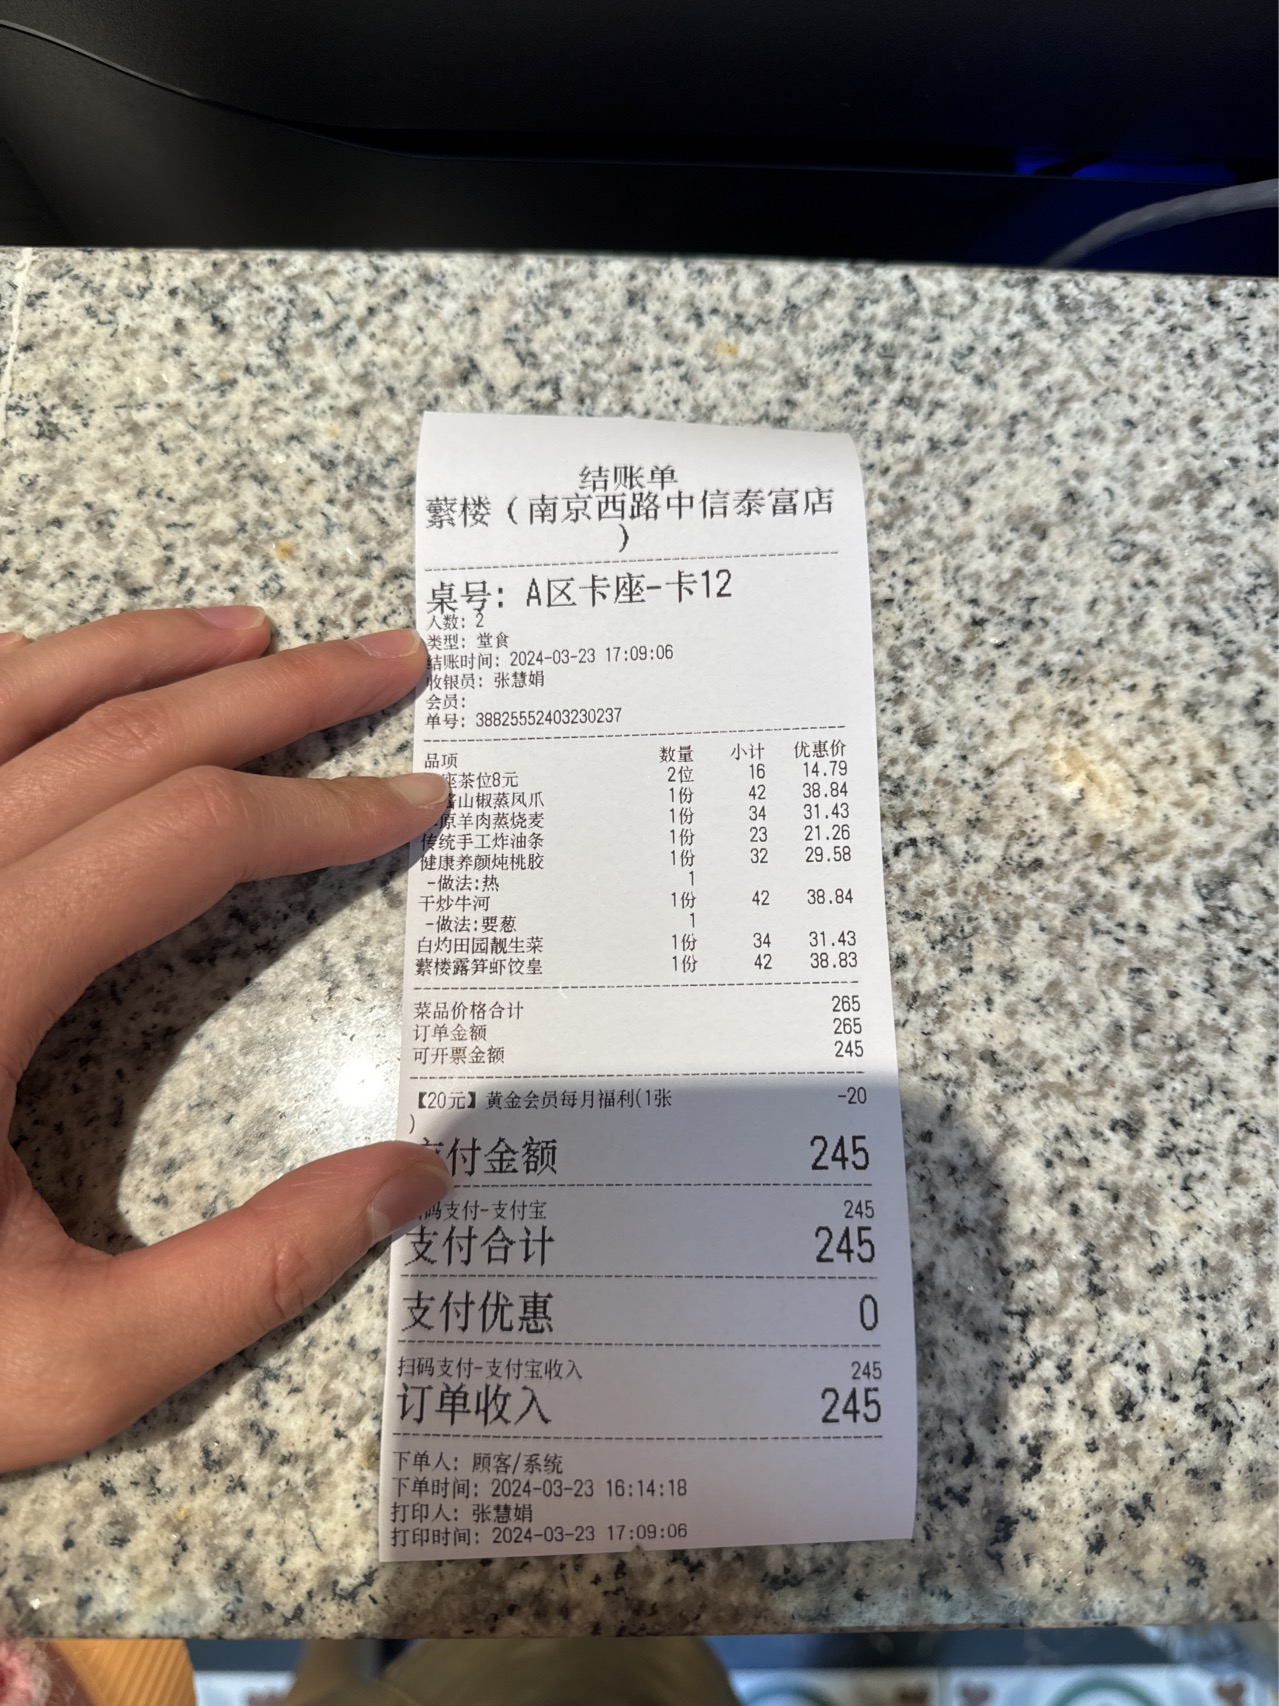 结账单
蘩楼（南京西路中信泰富店
）
桌号：A区卡座-卡12
人数：2
类型：堂食
结账时间：2024-03-23 17:09:06
收银员：张慧娟
会员：
单号：38825552403230237
品项 数量 小计 优惠价
座茶位8元 2位 16 14.79
酱山椒蒸凤爪 1份 42 38.84
原羊肉蒸烧麦 1份 34 31.43
传统手工炸油条 1份 23 21.26
健康养颜炖桃胶 1份 32 29.58
-做法:热 1
干炒牛河 1份 42 38.84
-做法:要葱 1
白灼田园靓生菜 1份 34 31.43
蘩楼露笋虾饺皇 1份 42 38.83
菜品价格合计 265
订单金额 265
可开票金额 245
【20元】黄金会员每月福利(1张 -20
)
付金额 245
码支付-支付宝 245
支付合计 245
支付优惠 0
扫码支付-支付宝收入 245
订单收入 245
下单人：顾客/系统
下单时间：2024-03-23 16:14:18
打印人：张慧娟
打印时间：2024-03-23 17:09:06